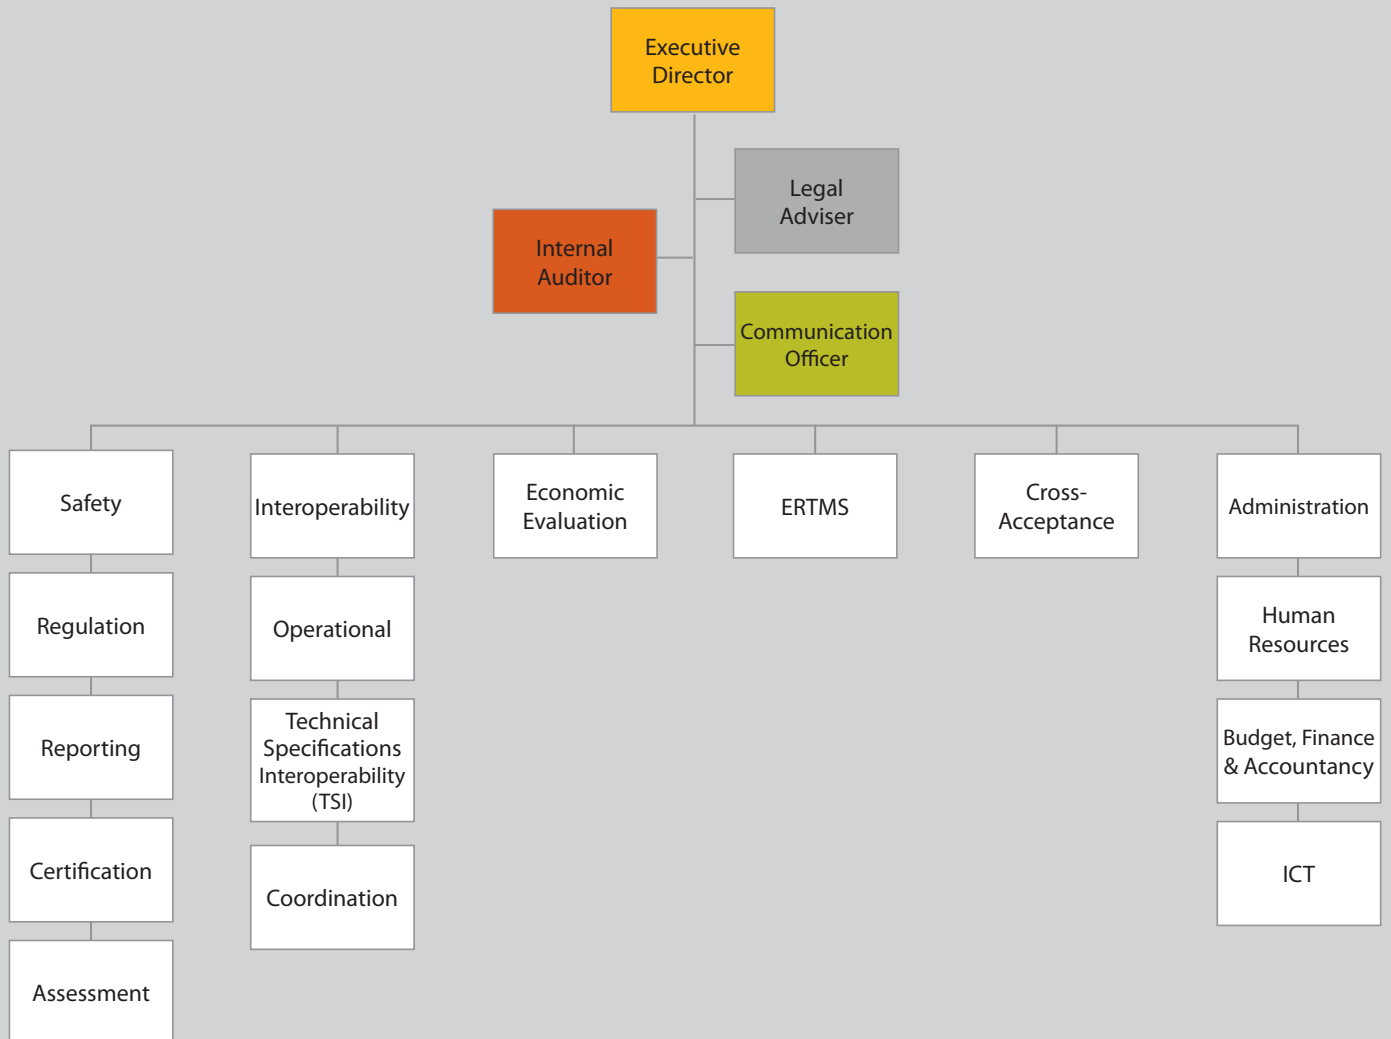 Executive
Director
Legal
Adviser
Internal
Auditor
Communication
Officer
Safety
Regulation
Reporting
Certification
Assessment
Interoperability
Operational
Technical
Specifications
Interoperability
(TSI)
Coordination
Economic
Evaluation
ERTMS
Cross-
Acceptance
Administration
Human
Resources
Budget, Finance
& Accountancy
ICT